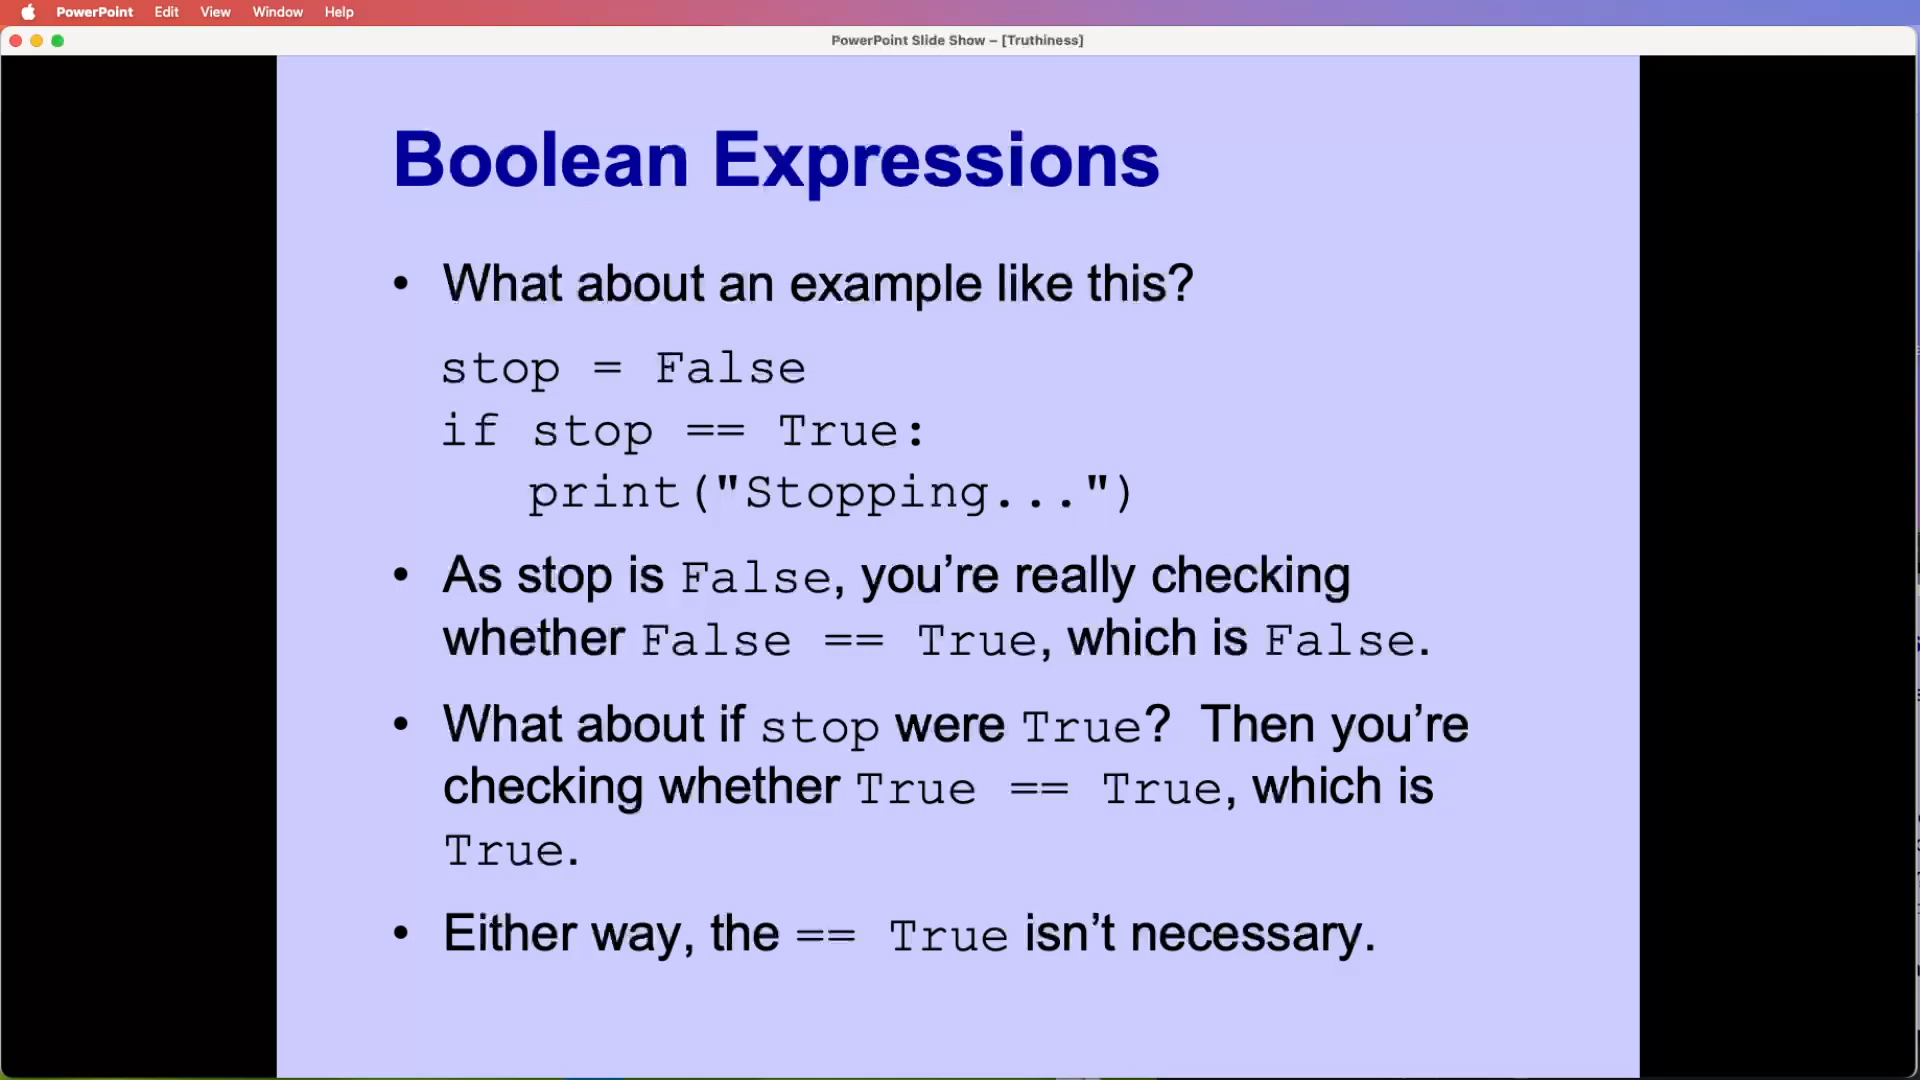 PowerPoint Edit View Window Help
PowerPoint Slide Show – [Truthiness]
Boolean Expressions
• What about an example like this?
stop = False
if stop == True:
   print("Stopping...")
• As stop is False, you’re really checking
whether False == True, which is False.
• What about if stop were True?  Then you’re
checking whether True == True, which is
True.
• Either way, the == True isn’t necessary.